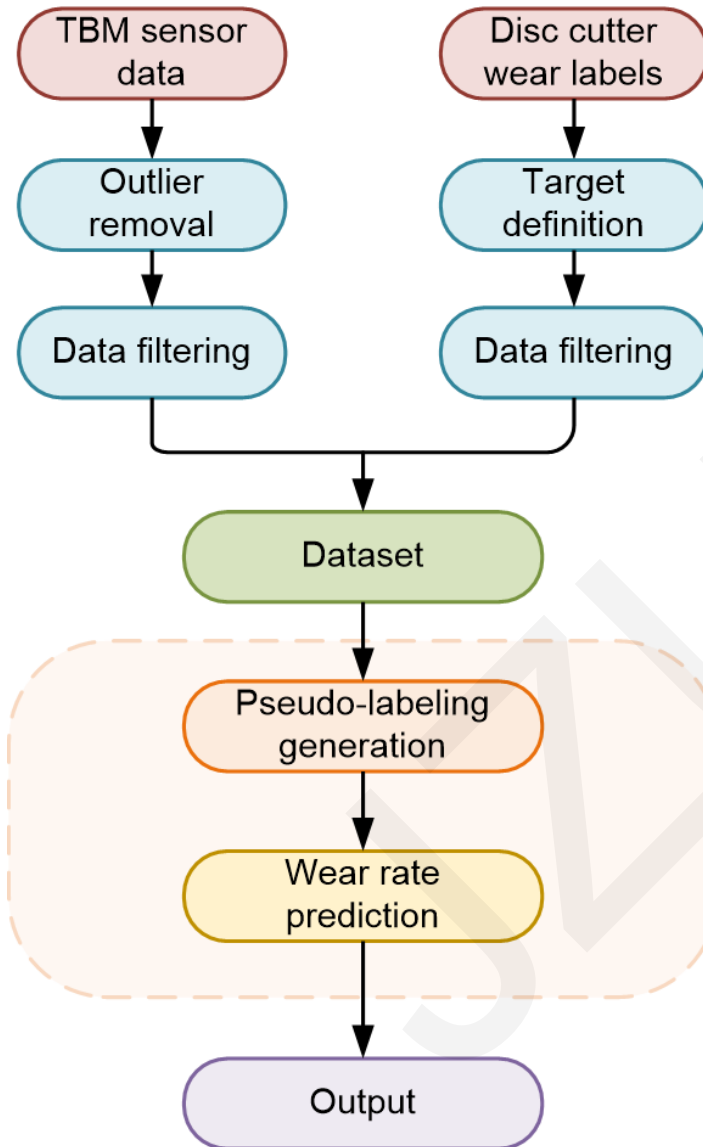 TBM sensor
data
Disc cutter
wear labels
Outlier
removal
Target
definition
Data filtering
Data filtering
Dataset
Pseudo-labeling
generation
Wear rate
prediction
Output